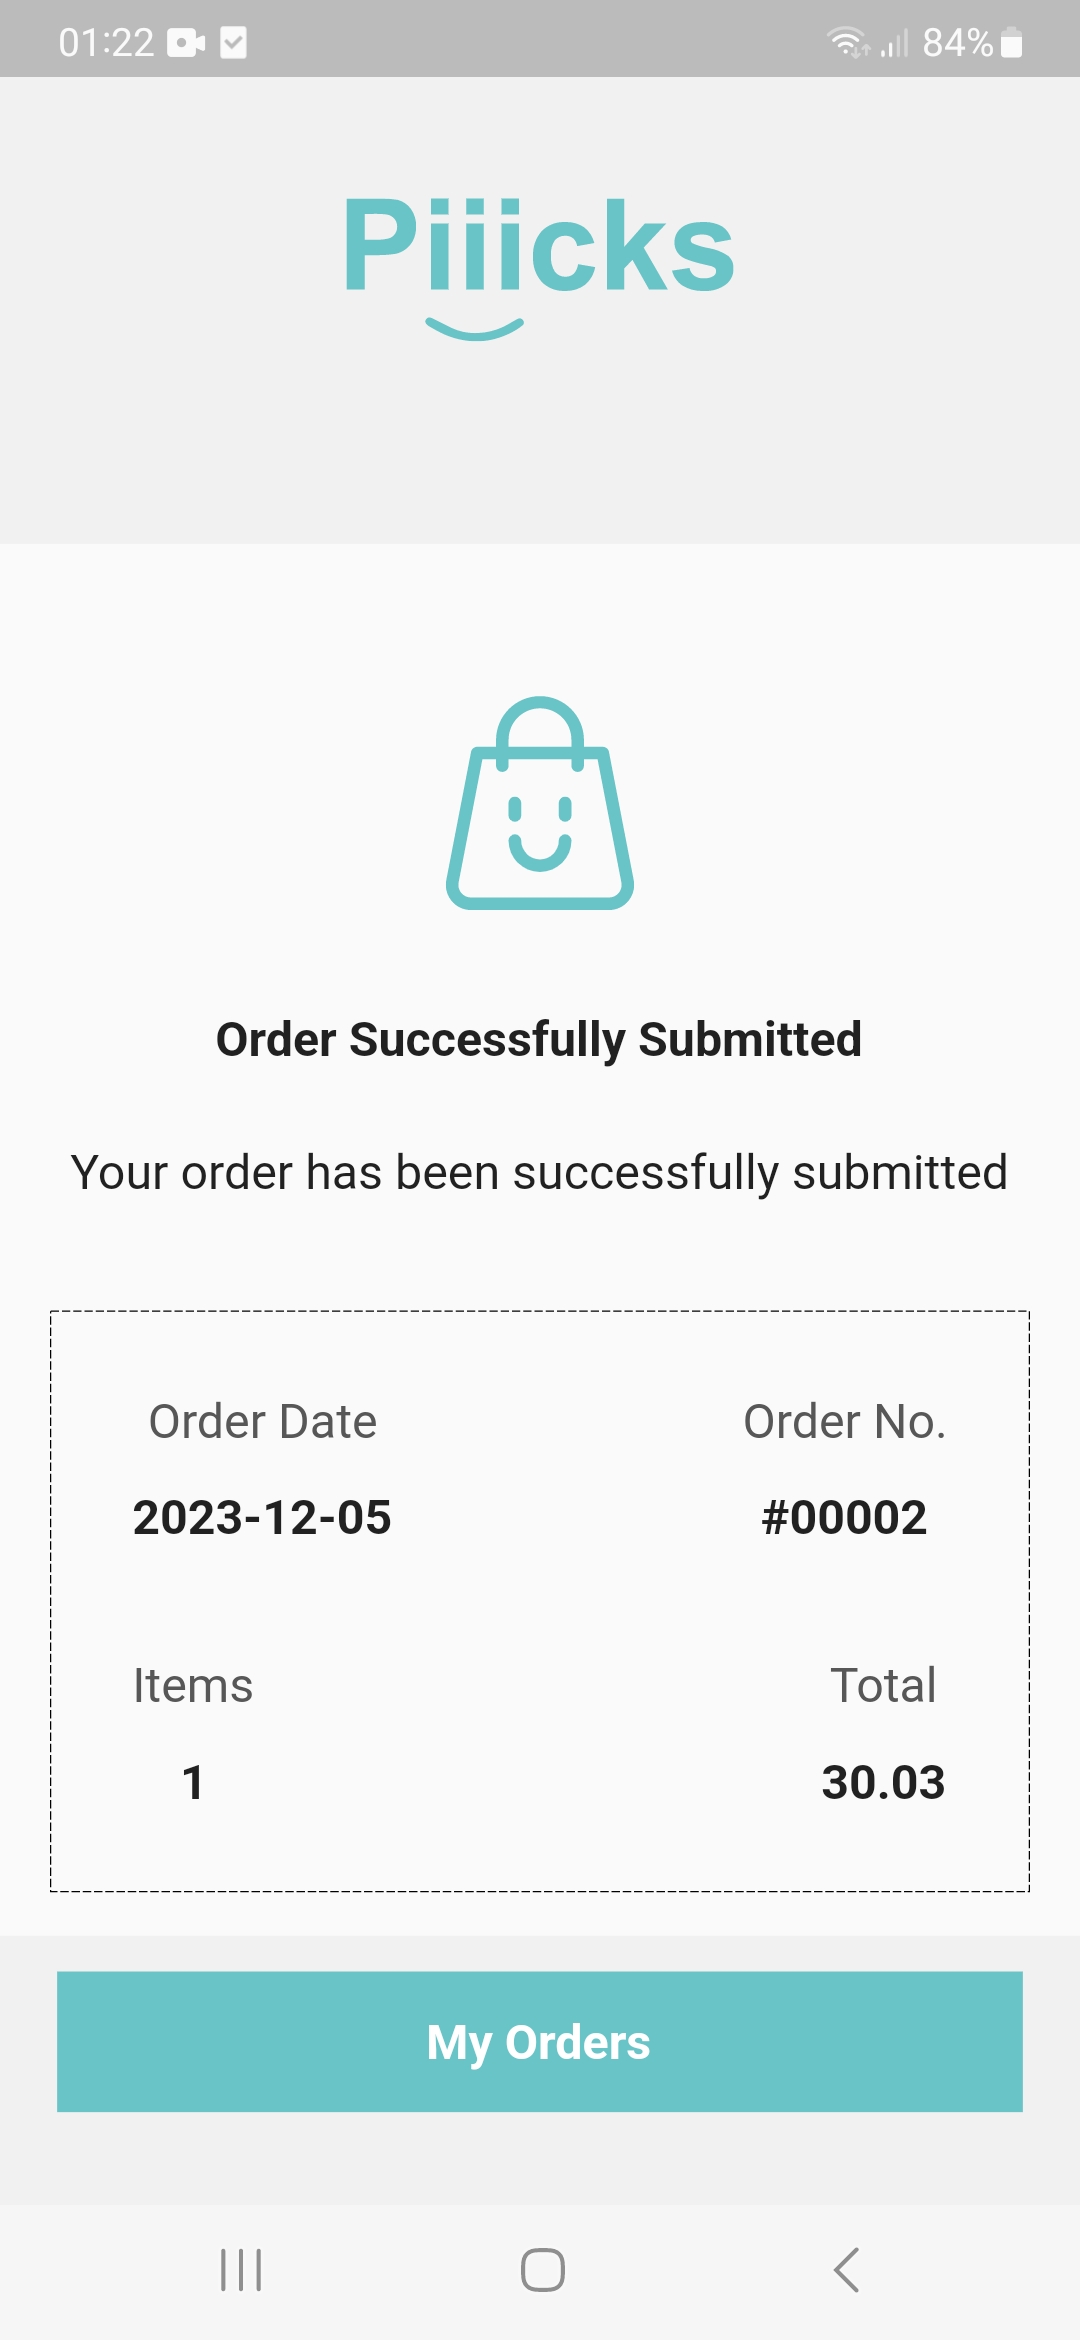 01:22
84%
Piiicks
Order Successfully Submitted
Your order has been successfully submitted
Order Date
Order No.
2023-12-05
#00002
Items
Total
1
30.03
My Orders